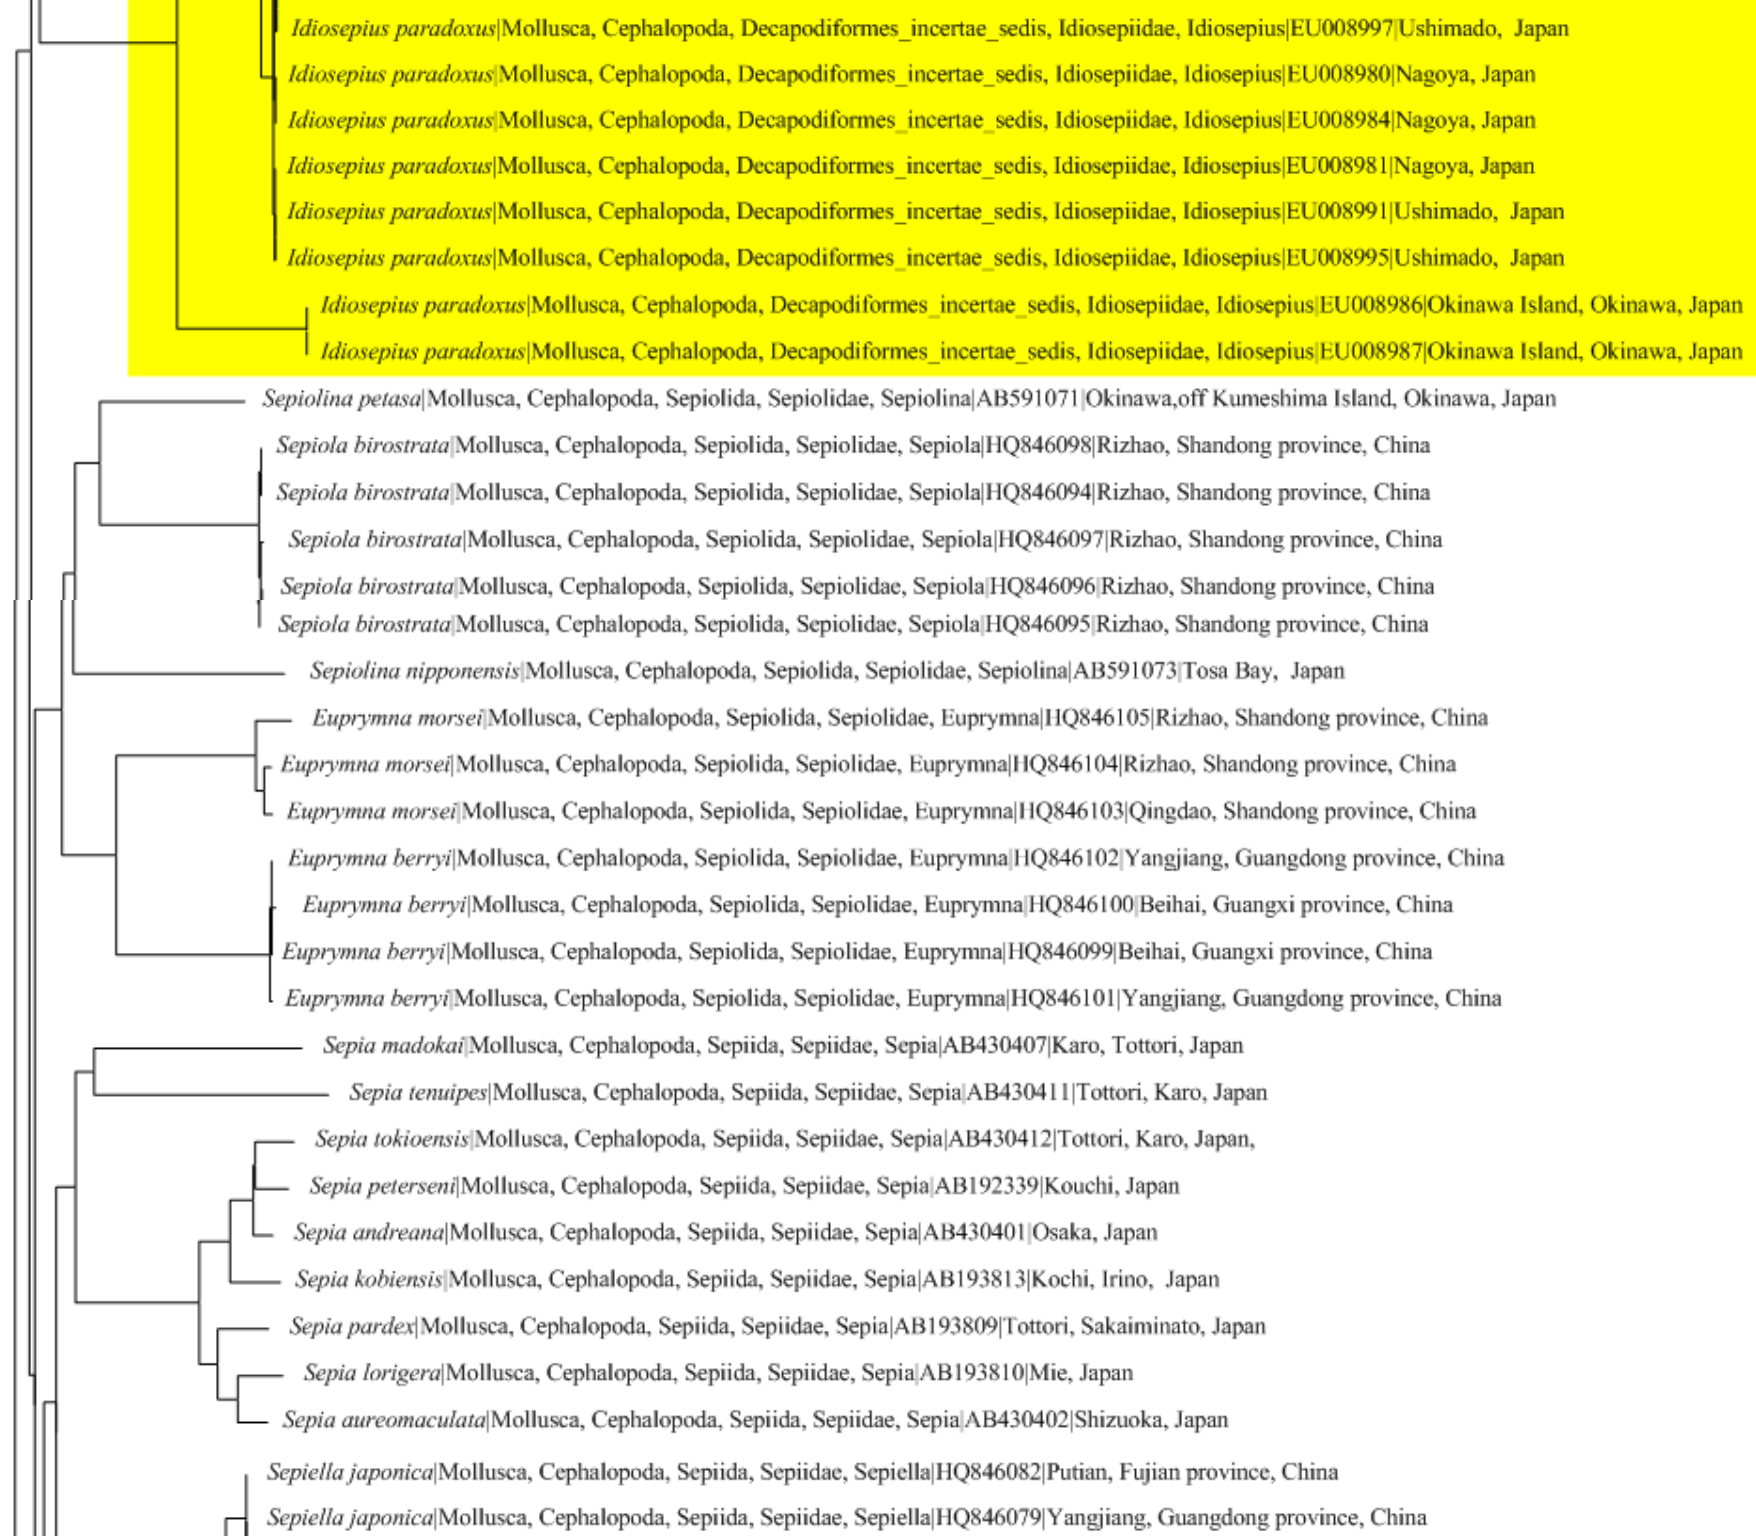 Idiosepius paradoxus|Mollusca, Cephalopoda, Decapodiformes_incertae_sedis, Idiosepiidae, Idiosepius|EU008997|Ushimado, Japan
Idiosepius paradoxus|Mollusca, Cephalopoda, Decapodiformes_incertae_sedis, Idiosepiidae, Idiosepius|EU008980|Nagoya, Japan
Idiosepius paradoxus|Mollusca, Cephalopoda, Decapodiformes_incertae_sedis, Idiosepiidae, Idiosepius|EU008984|Nagoya, Japan
Idiosepius paradoxus|Mollusca, Cephalopoda, Decapodiformes_incertae_sedis, Idiosepiidae, Idiosepius|EU008981|Nagoya, Japan
Idiosepius paradoxus|Mollusca, Cephalopoda, Decapodiformes_incertae_sedis, Idiosepiidae, Idiosepius|EU008991|Ushimado, Japan
Idiosepius paradoxus|Mollusca, Cephalopoda, Decapodiformes_incertae_sedis, Idiosepiidae, Idiosepius|EU008995|Ushimado, Japan
Idiosepius paradoxus|Mollusca, Cephalopoda, Decapodiformes_incertae_sedis, Idiosepiidae, Idiosepius|EU008986|Okinawa Island, Okinawa, Japan
Idiosepius paradoxus|Mollusca, Cephalopoda, Decapodiformes_incertae_sedis, Idiosepiidae, Idiosepius|EU008987|Okinawa Island, Okinawa, Japan
Sepiolina petasa|Mollusca, Cephalopoda, Sepiolida, Sepiolidae, Sepiolina|AB591071|Okinawa,off Kumeshima Island, Okinawa, Japan
Sepiola birostrata|Mollusca, Cephalopoda, Sepiolida, Sepiolidae, Sepiola|HQ846098|Rizhao, Shandong province, China
Sepiola birostrata|Mollusca, Cephalopoda, Sepiolida, Sepiolidae, Sepiola|HQ846094|Rizhao, Shandong province, China
Sepiola birostrata|Mollusca, Cephalopoda, Sepiolida, Sepiolidae, Sepiola|HQ846097|Rizhao, Shandong province, China
Sepiola birostrata|Mollusca, Cephalopoda, Sepiolida, Sepiolidae, Sepiola|HQ846096|Rizhao, Shandong province, China
Sepiola birostrata|Mollusca, Cephalopoda, Sepiolida, Sepiolidae, Sepiola|HQ846095|Rizhao, Shandong province, China
Sepiolina nipponensis|Mollusca, Cephalopoda, Sepiolida, Sepiolidae, Sepiolina|AB591073|Tosa Bay, Japan
Euprymna morsei|Mollusca, Cephalopoda, Sepiolida, Sepiolidae, Euprymna|HQ846105|Rizhao, Shandong province, China
Euprymna morsei|Mollusca, Cephalopoda, Sepiolida, Sepiolidae, Euprymna|HQ846104|Rizhao, Shandong province, China
Euprymna morsei|Mollusca, Cephalopoda, Sepiolida, Sepiolidae, Euprymna|HQ846103|Qingdao, Shandong province, China
Euprymna berryi|Mollusca, Cephalopoda, Sepiolida, Sepiolidae, Euprymna|HQ846102|Yangjiang, Guangdong province, China
Euprymna berryi|Mollusca, Cephalopoda, Sepiolida, Sepiolidae, Euprymna|HQ846100|Beihai, Guangxi province, China
Euprymna berryi|Mollusca, Cephalopoda, Sepiolida, Sepiolidae, Euprymna|HQ846099|Beihai, Guangxi province, China
Euprymna berryi|Mollusca, Cephalopoda, Sepiolida, Sepiolidae, Euprymna|HQ846101|Yangjiang, Guangdong province, China
Sepia madokai|Mollusca, Cephalopoda, Sepiida, Sepiidae, Sepia|AB430407|Karo, Tottori, Japan
Sepia tenuipes|Mollusca, Cephalopoda, Sepiida, Sepiidae, Sepia|AB430411|Tottori, Karo, Japan
Sepia tokioensis|Mollusca, Cephalopoda, Sepiida, Sepiidae, Sepia|AB430412|Tottori, Karo, Japan,
Sepia peterseni|Mollusca, Cephalopoda, Sepiida, Sepiidae, Sepia|AB192339|Kouchi, Japan
Sepia andreana|Mollusca, Cephalopoda, Sepiida, Sepiidae, Sepia|AB430401|Osaka, Japan
Sepia kobiensis|Mollusca, Cephalopoda, Sepiida, Sepiidae, Sepia|AB193813|Kochi, Irino, Japan
Sepia pardex|Mollusca, Cephalopoda, Sepiida, Sepiidae, Sepia|AB193809|Tottori, Sakaiminato, Japan
Sepia lorigera|Mollusca, Cephalopoda, Sepiida, Sepiidae, Sepia|AB193810|Mie, Japan
Sepia aureomaculata|Mollusca, Cephalopoda, Sepiida, Sepiidae, Sepia|AB430402|Shizuoka, Japan
Sepiella japonica|Mollusca, Cephalopoda, Sepiida, Sepiidae, Sepiella|HQ846082|Putian, Fujian province, China
Sepiella japonica|Mollusca, Cephalopoda, Sepiida, Sepiidae, Sepiella|HQ846079|Yangjiang, Guangdong province, China